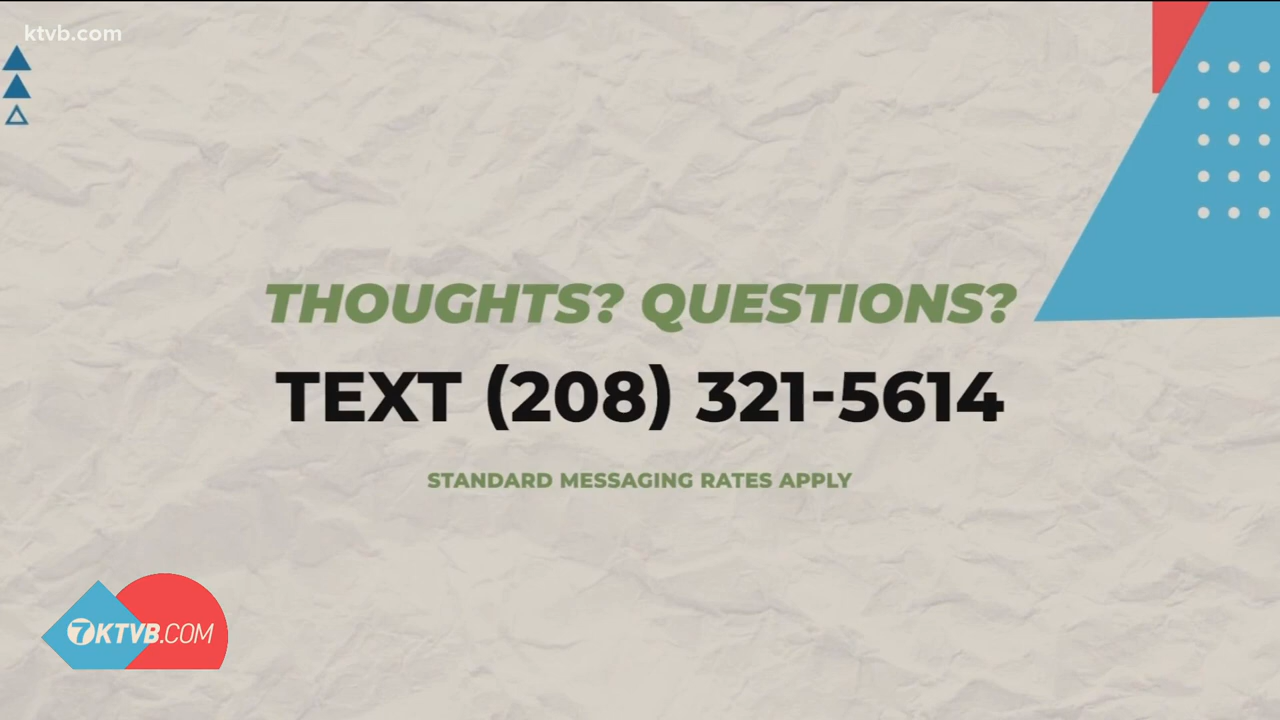 ktvb.com
THOUGHTS? QUESTIONS?
TEXT (208) 321-5614
STANDARD MESSAGING RATES APPLY
7KTVB.COM